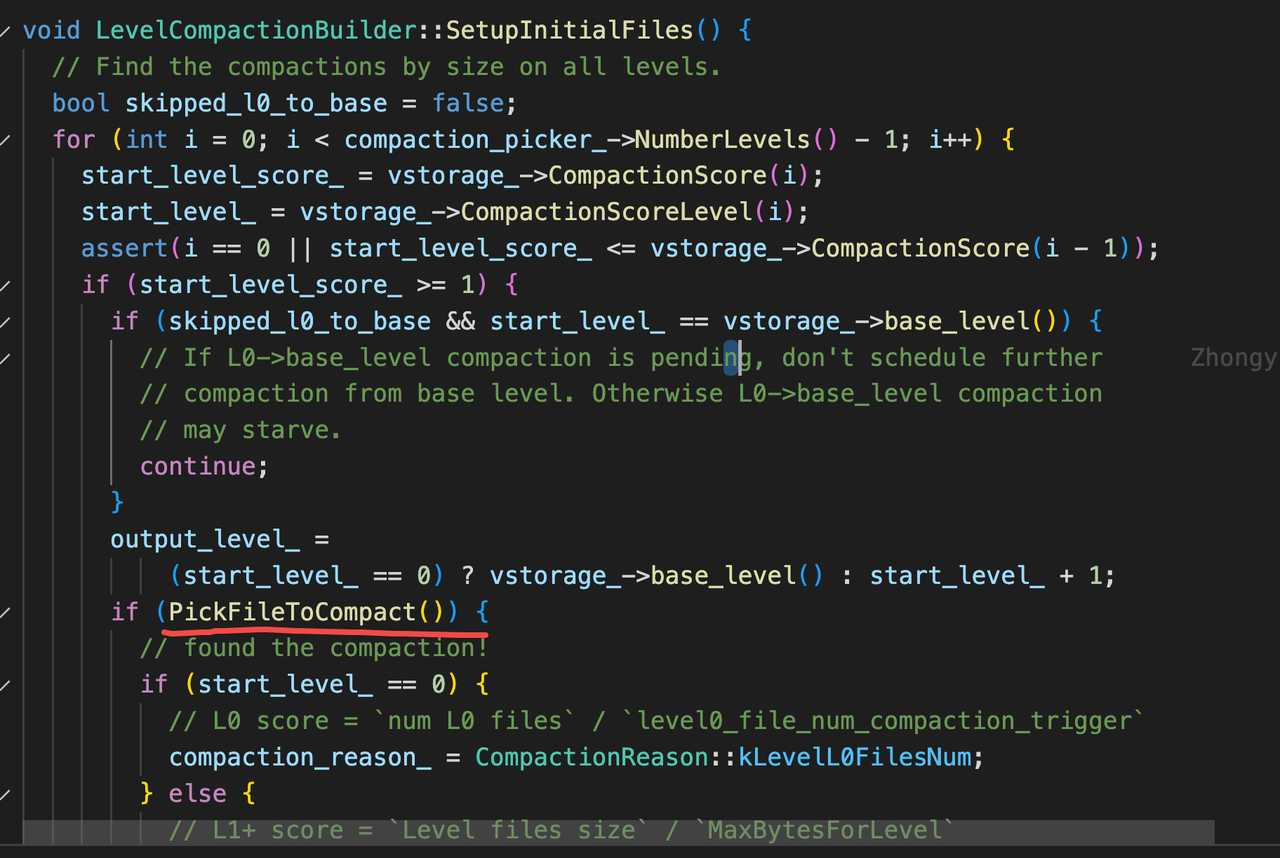 void LevelCompactionBuilder::SetupInitialFiles() {
// Find the compactions by size on all levels.
bool skipped_l0_to_base = false;
for (int i = 0; i < compaction_picker_->NumberLevels() - 1; i++) {
start_level_score_ = vstorage_->CompactionScore(i);
start_level_ = vstorage_->CompactionScoreLevel(i);
assert(i == 0 || start_level_score_ <= vstorage_->CompactionScore(i - 1));
if (start_level_score_ >= 1) {
if (skipped_l0_to_base && start_level_ == vstorage_->base_level()) {
// If L0->base_level compaction is pending, don't schedule further Zhongy
// compaction from base level. Otherwise L0->base_level compaction
// may starve.
continue;
}
output_level_ =
(start_level_ == 0) ? vstorage_->base_level() : start_level_ + 1;
if (PickFileToCompact()) {
// found the compaction!
if (start_level_ == 0) {
// L0 score = `num L0 files` / `level0_file_num_compaction_trigger`
compaction_reason_ = CompactionReason::kLevelL0FilesNum;
} else {
// L1+ score = `Level files size` / `MaxBytesForLevel`